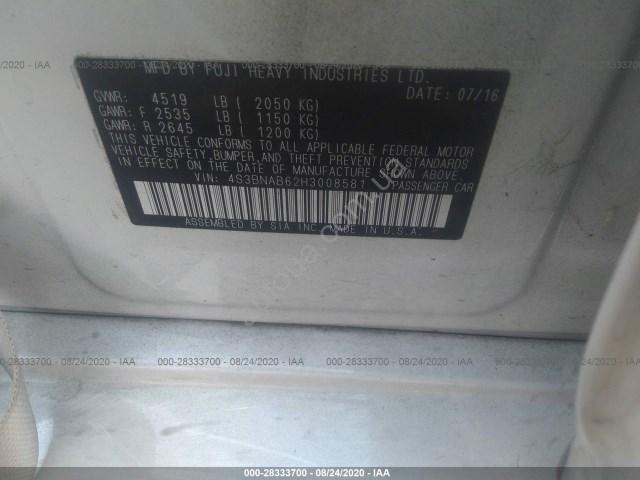 000-28333700 - 08/24/2020 - IAA
MFD BY FUJI HEAVY INDUSTRIES LTD.
DATE: 07/16
GVWR: 4519 LB ( 2050 KG)
GAWR: F 2535 LB ( 1150 KG)
GAWR: R 2645 LB ( 1200 KG)
THIS VEHICLE CONFORMS TO ALL APPLICABLE FEDERAL MOTOR
VEHICLE SAFETY, BUMPER, AND THEFT PREVENTION STANDARDS
IN EFFECT ON THE DATE OF MANUFACTURE SHOWN ABOVE.
VIN: 4S3BNAB62H3008581 PASSENGER CAR
ASSEMBLED BY SIA INC. MADE IN U.S.A.
000-28333700 - 08/24/2020 - IAA
000-28333700 - 08/24/2020 - IAA